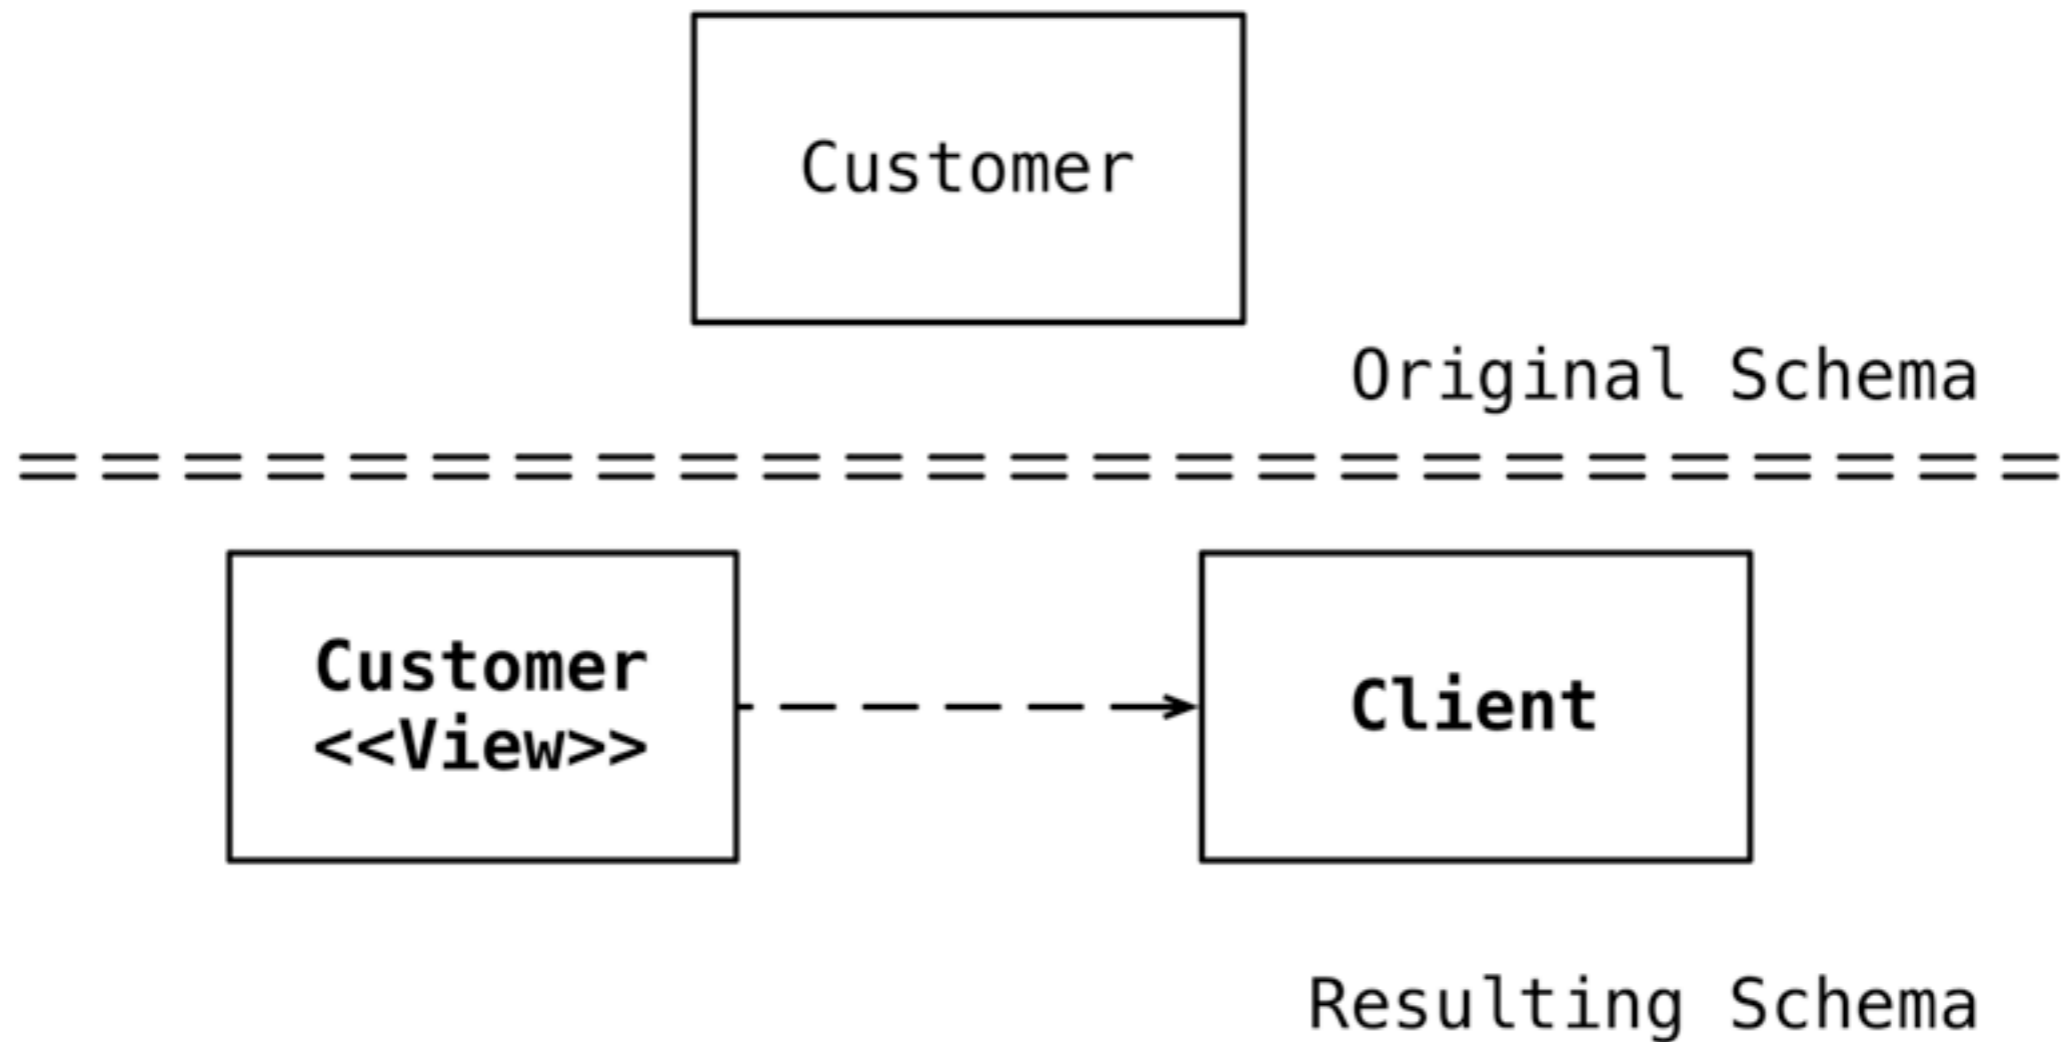 Customer
Original Schema
Customer
<<View>>
Client
Resulting Schema